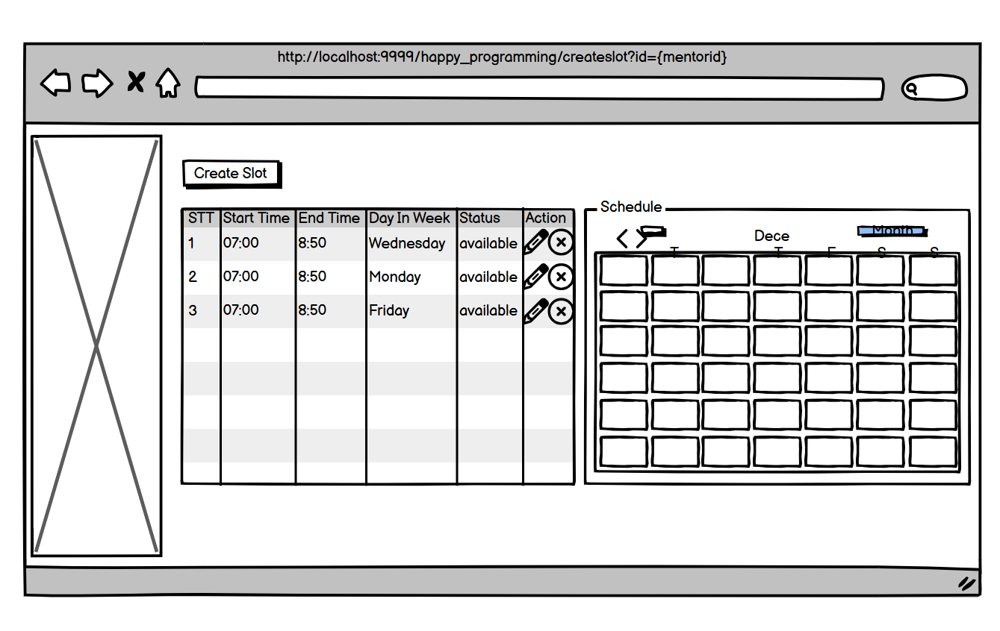 http://localhost:9999/happy_programming/createslot?id={mentorid}
Create Slot
STT Start Time End Time Day In Week Status Action
1 07:00 8:50 Wednesday available
2 07:00 8:50 Monday available
3 07:00 8:50 Friday available
Schedule
Dece Month
T T F S S